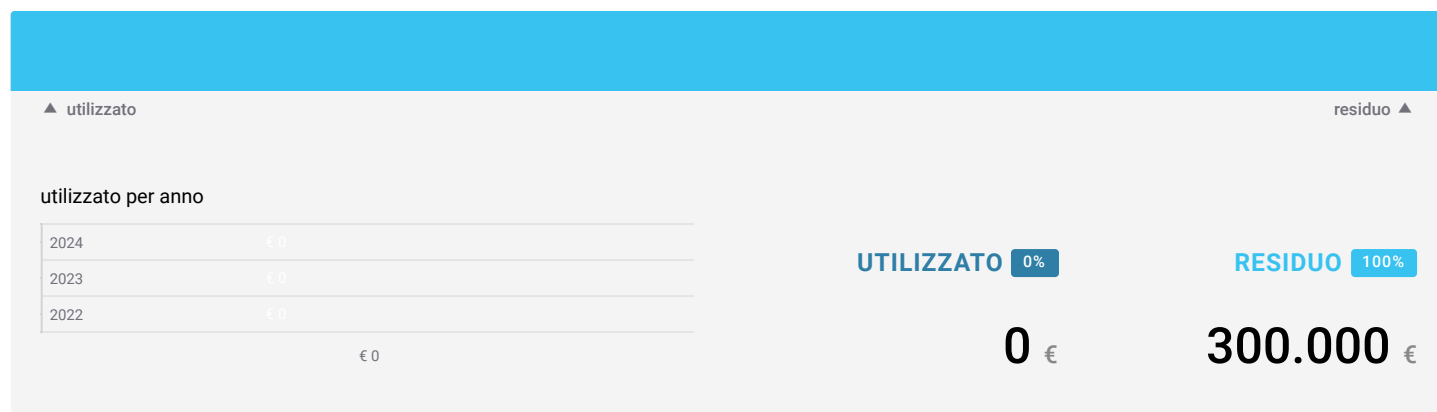 utilizzato
residuo
utilizzato per anno
2024 € 0
2023 € 0
2022 € 0
€ 0
UTILIZZATO 0%
0 €
RESIDUO 100%
300.000 €